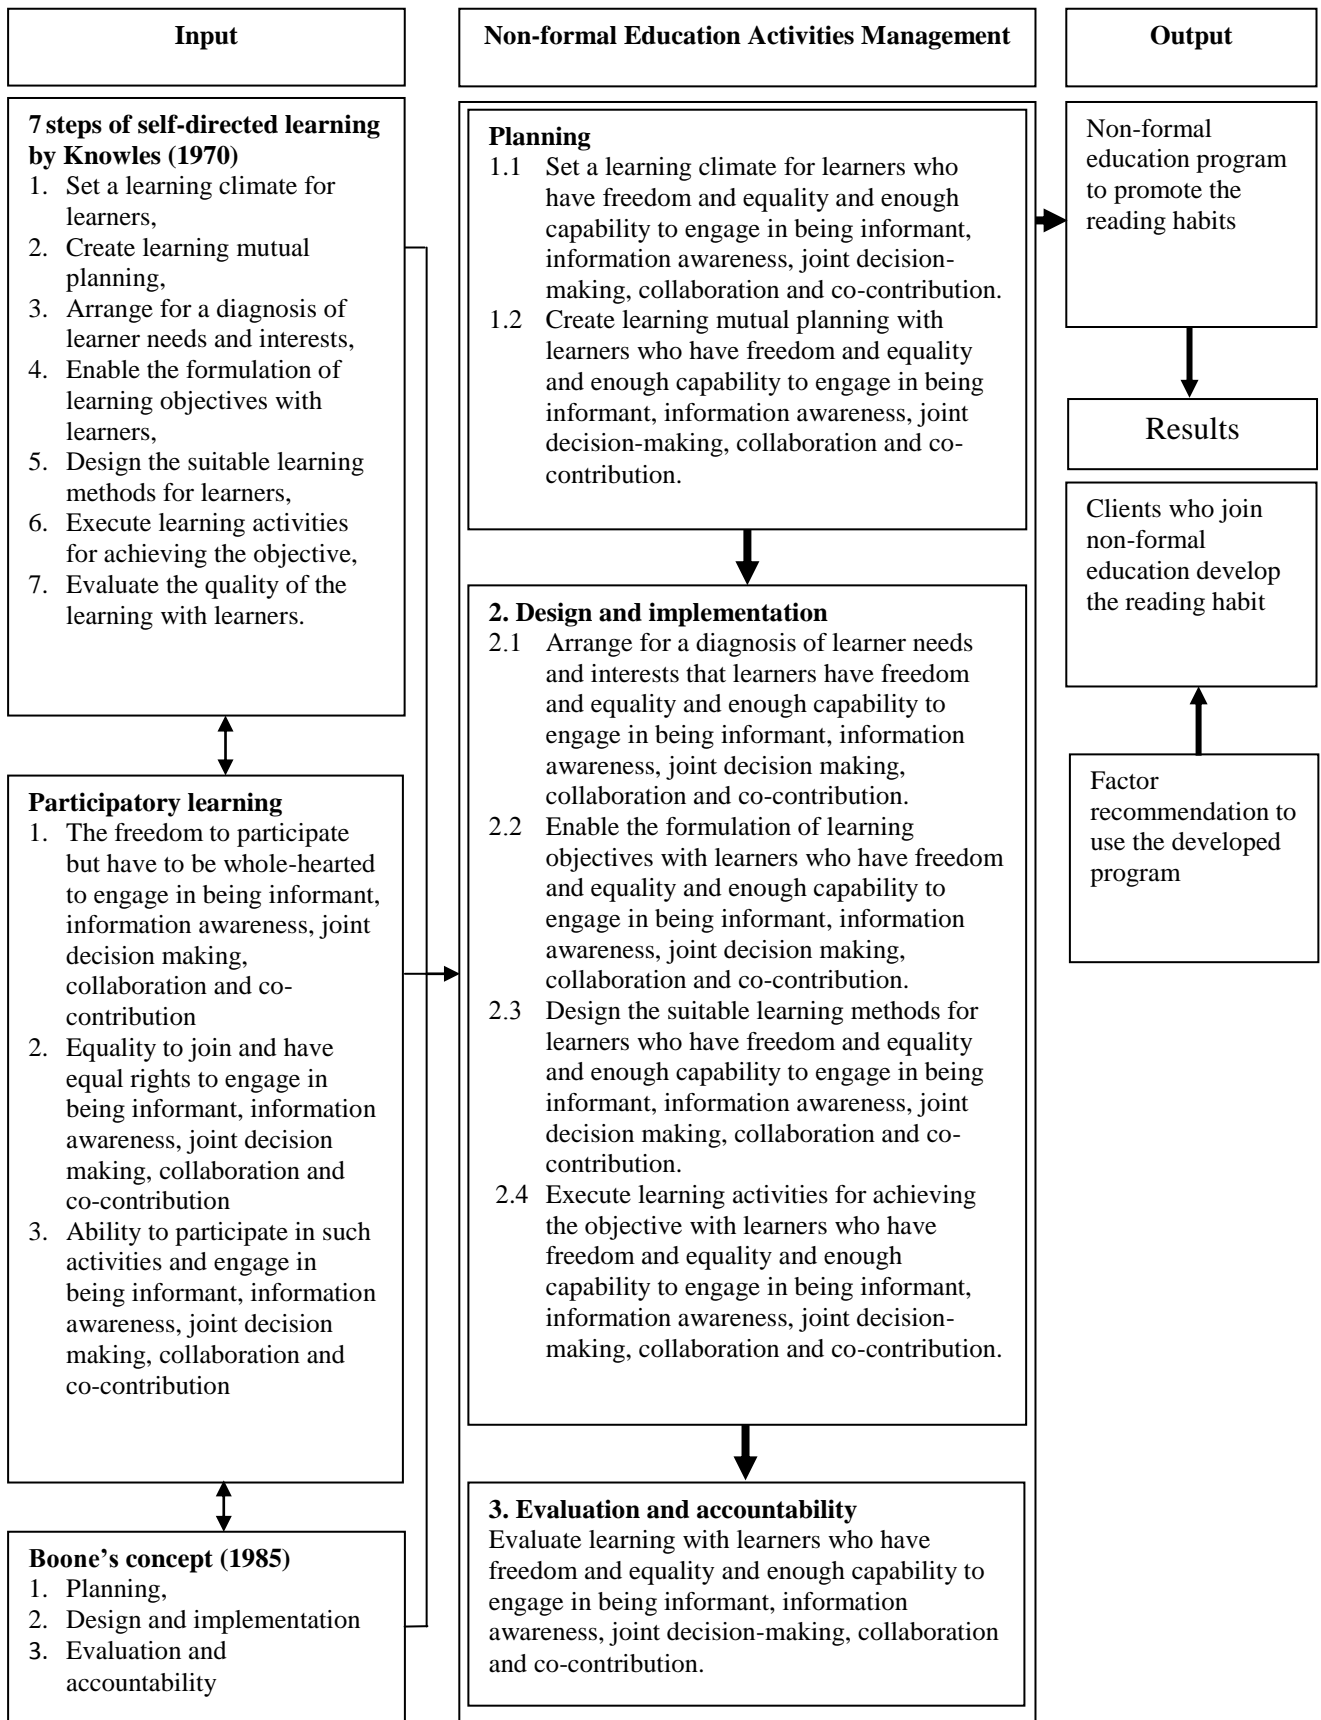 Input
7 steps of self-directed learning
by Knowles (1970)
1. Set a learning climate for
learners,
2. Create learning mutual
planning,
3. Arrange for a diagnosis of
learner needs and interests,
4. Enable the formulation of
learning objectives with
learners,
5. Design the suitable learning
methods for learners,
6. Execute learning activities
for achieving the objective,
7. Evaluate the quality of the
learning with learners.
Participatory learning
1. The freedom to participate
but have to be whole-hearted
to engage in being informant,
information awareness, joint
decision making,
collaboration and co-
contribution
2. Equality to join and have
equal rights to engage in
being informant, information
awareness, joint decision
making, collaboration and
co-contribution
3. Ability to participate in such
activities and engage in
being informant, information
awareness, joint decision
making, collaboration and
co-contribution
Boone’s concept (1985)
1. Planning,
2. Design and implementation
3. Evaluation and
accountability
Non-formal Education Activities Management
Planning
1.1 Set a learning climate for learners who
have freedom and equality and enough
capability to engage in being informant,
information awareness, joint decision-
making, collaboration and co-contribution.
1.2 Create learning mutual planning with
learners who have freedom and equality
and enough capability to engage in being
informant, information awareness, joint
decision-making, collaboration and co-
contribution.
2. Design and implementation
2.1 Arrange for a diagnosis of learner needs
and interests that learners have freedom
and equality and enough capability to
engage in being informant, information
awareness, joint decision making,
collaboration and co-contribution.
2.2 Enable the formulation of learning
objectives with learners who have freedom
and equality and enough capability to
engage in being informant, information
awareness, joint decision making,
collaboration and co-contribution.
2.3 Design the suitable learning methods for
learners who have freedom and equality
and enough capability to engage in being
informant, information awareness, joint
decision making, collaboration and co-
contribution.
2.4 Execute learning activities for achieving
the objective with learners who have
freedom and equality and enough
capability to engage in being informant,
information awareness, joint decision-
making, collaboration and co-contribution.
3. Evaluation and accountability
Evaluate learning with learners who have
freedom and equality and enough capability to
engage in being informant, information
awareness, joint decision-making, collaboration
and co-contribution.
Output
Non-formal
education program
to promote the
reading habits
Results
Clients who join
non-formal
education develop
the reading habit
Factor
recommendation to
use the developed
program